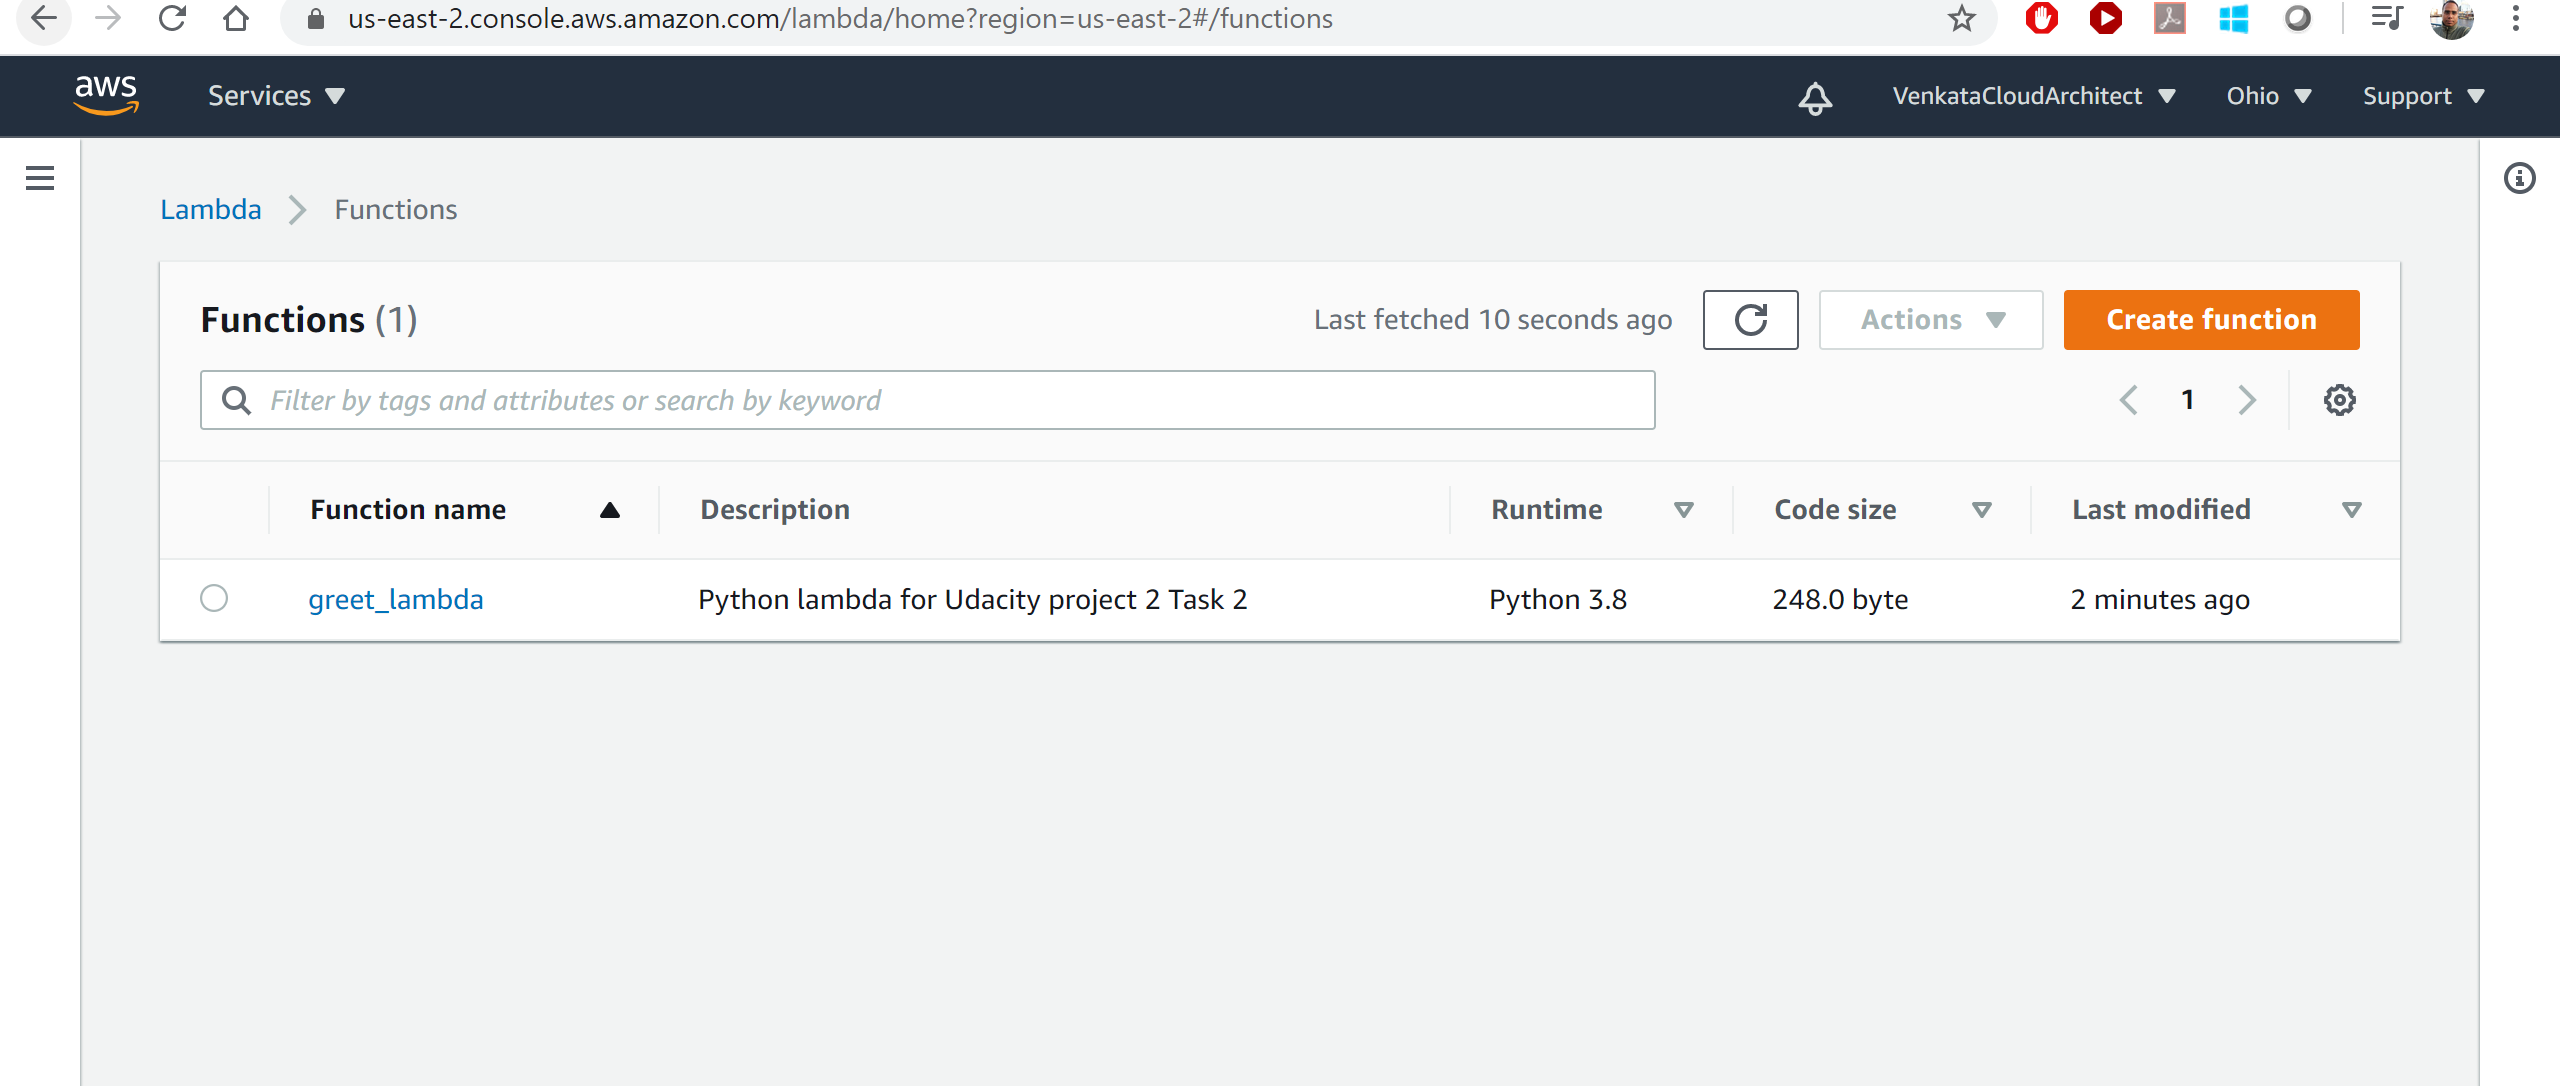 us-east-2.console.aws.amazon.com/lambda/home?region=us-east-2#/functions
aws Services VenkataCloudArchitect Ohio Support
Lambda Functions
Functions (1) Last fetched 10 seconds ago Actions Create function
Filter by tags and attributes or search by keyword 1
Function name Description Runtime Code size Last modified
greet_lambda Python lambda for Udacity project 2 Task 2 Python 3.8 248.0 byte 2 minutes ago